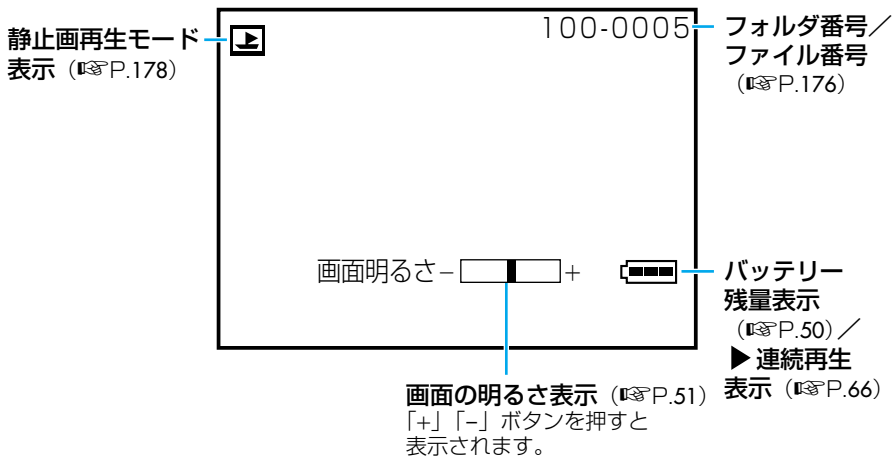 静止画再生モード
表示（☞P.178）
100-0005
フォルダ番号／
ファイル番号
（☞P.176）
画面明るさ−　+
バッテリー
残量表示
（☞P.50）／
▶連続再生
表示（☞P.66）
画面の明るさ表示（☞P.51）
「+」「−」ボタンを押すと
表示されます。